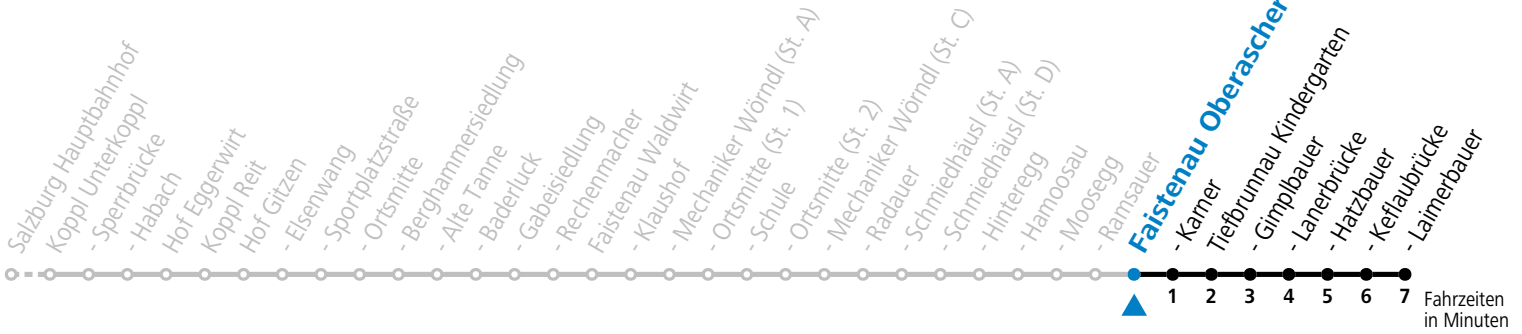 Salzburg Hauptbahnhof
Koppl Unterkoppl
- Sperrbrücke
- Habach
Hof Eggerwirt
Koppl Reit
Hof Gitzen
- Elsenwang
- Sportplatzstraße
- Ortsmitte
- Berghammersiedlung
- Alte Tanne
- Baderluck
- Gabeisiedlung
- Rechenmacher
Faistenau Waldwirt
- Klaushof
- Mechaniker Wörndl (St. A)
- Ortsmitte (St. 1)
- Schule
- Ortsmitte (St. 2)
- Mechaniker Wörndl (St. C)
- Radauer
- Schmiedhäusl (St. A)
- Schmiedhäusl (St. D)
- Hinteregg
- Hamoosau
- Moosegg
- Ramsauer
Faistenau Oberascher
- Karner
Tiefbrunnau Kindergarten
- Gimplbauer
- Lanerbrücke
- Hatzbauer
- Keflaubrücke
- Laimerbauer
1 2 3 4 5 6 7
Fahrzeiten
in Minuten